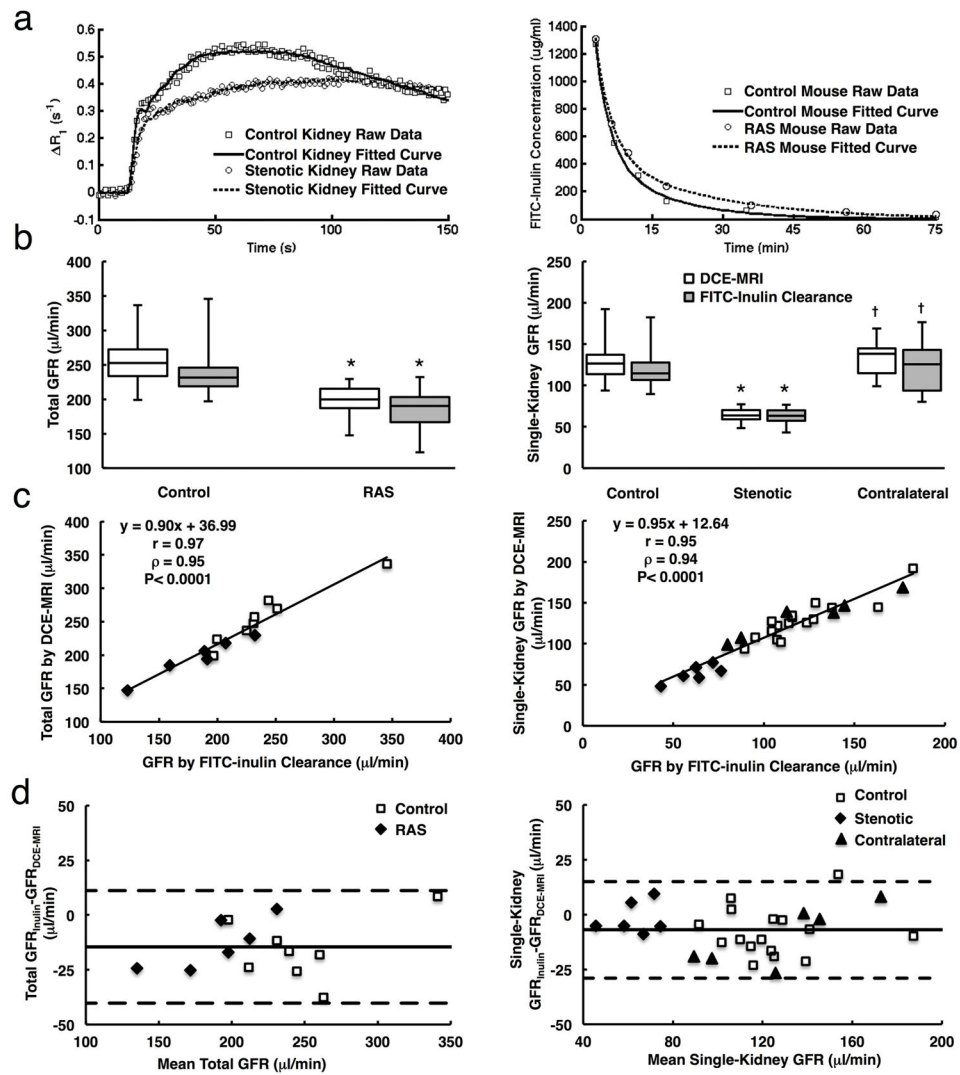 a
0.6
0.5
0.4
0.3
0.2
0.1
0
-0.1
ΔR1 (s-1)
□ Control Kidney Raw Data
Control Kidney Fitted Curve
○ Stenotic Kidney Raw Data
Stenotic Kidney Fitted Curve
0 50 100 150
Time (s)
1400
1200
1000
800
600
400
200
0
FITC-Inulin Concentration (ug/ml)
□ Control Mouse Raw Data
Control Mouse Fitted Curve
○ RAS Mouse Raw Data
RAS Mouse Fitted Curve
0 15 30 45 60 75
Time (min)
b
400
350
300
250
200
150
100
Total GFR (µl/min)
* *
Control RAS
250
200
150
100
50
0
Single-Kidney GFR (µl/min)
DCE-MRI
FITC-Inulin Clearance
* *
† †
Control Stenotic Contralateral
c
400
350
300
250
200
150
100
Total GFR by DCE-MRI (µl/min)
y = 0.90x + 36.99
r = 0.97
ρ = 0.95
P< 0.0001
100 150 200 250 300 350 400
GFR by FITC-inulin Clearance (µl/min)
250
200
150
100
50
0
Single-Kidney GFR by DCE-MRI
(µl/min)
y = 0.95x + 12.64
r = 0.95
ρ = 0.94
P< 0.0001
0 50 100 150 200
GFR by FITC-inulin Clearance (µl/min)
d
50
25
0
-25
-50
Total GFRInulin-GFRDCE-MRI
(µl/min)
□ Control
◆ RAS
100 150 200 250 300 350
Mean Total GFR (µl/min)
50
25
0
-25
-50
Single-Kidney
GFRInulin-GFRDCE-MRI (µl/min)
□ Control
◆ Stenotic
▲ Contralateral
40 60 80 100 120 140 160 180 200
Mean Single-Kidney GFR (µl/min)